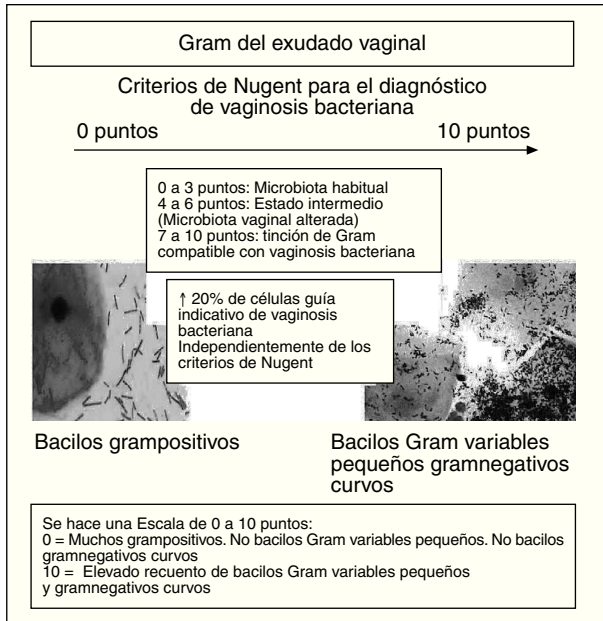 Gram del exudado vaginal
Criterios de Nugent para el diagnóstico
de vaginosis bacteriana
0 puntos
10 puntos
0 a 3 puntos: Microbiota habitual
4 a 6 puntos: Estado intermedio
(Microbiota vaginal alterada)
7 a 10 puntos: tinción de Gram
compatible con vaginosis bacteriana
↑ 20% de células guía
indicativo de vaginosis
bacteriana
Independientemente de los
criterios de Nugent
Bacilos grampositivos
Bacilos Gram variables
pequeños gramnegativos
curvos
Se hace una Escala de 0 a 10 puntos:
0 = Muchos grampositivos. No bacilos Gram variables pequeños. No bacilos
gramnegativos curvos
10 = Elevado recuento de bacilos Gram variables pequeños
y gramnegativos curvos